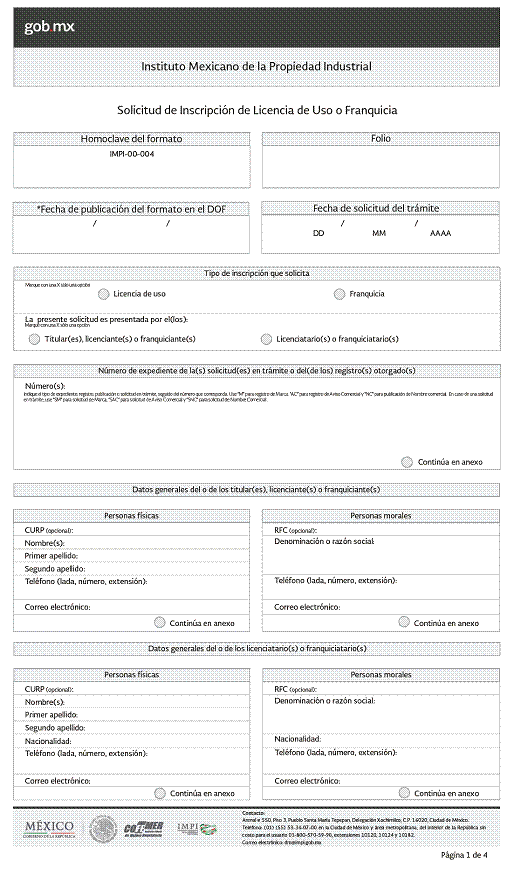 gob.mx
Instituto Mexicano de la Propiedad Industrial
Solicitud de Inscripción de Licencia de Uso o Franquicia
Homoclave del formato
IMPI-00-004
Folio
*Fecha de publicación del formato en el DOF
/ /
Fecha de solicitud del trámite
/ /
DD MM AAAA
Tipo de inscripción que solicita
Marque con una X sólo una opción
Licencia de uso
Franquicia
La presente solicitud es presentada por el(los):
Marque con una X sólo una opción
Titular(es), licenciante(s) o franquiciante(s)
Licenciatario(s) o franquiciatario(s)
Número de expediente de la(s) solicitud(es) en trámite o del(de los) registro(s) otorgado(s)
Número(s):
Indique el tipo de expediente, registro, publicación o solicitud en trámite, seguido del número que corresponda. Use "M" para registro de Marca, "AC" para registro de Aviso Comercial y "NC" para publicación de Nombre comercial. En caso de una solicitud
en trámite, use "SM" para solicitud de Marca, "SAC" para solicitud de Aviso Comercial y "SNC" para solicitud de Nombre Comercial.
Continúa en anexo
Datos generales del o de los titular(es), licenciante(s) o franquiciante(s)
Personas físicas
CURP (opcional):
Nombre(s):
Primer apellido:
Segundo apellido:
Teléfono (lada, número, extensión):
Correo electrónico:
Continúa en anexo
Personas morales
RFC (opcional):
Denominación o razón social:
Teléfono (lada, número, extensión):
Correo electrónico:
Continúa en anexo
Datos generales del o de los licenciatario(s) o franquiciatario(s)
Personas físicas
CURP (opcional):
Nombre(s):
Primer apellido:
Segundo apellido:
Nacionalidad:
Teléfono (lada, número, extensión):
Correo electrónico:
Continúa en anexo
Personas morales
RFC (opcional):
Denominación o razón social:
Nacionalidad:
Teléfono (lada, número, extensión):
Correo electrónico:
Continúa en anexo
MÉXICO
GOBIERNO DE LA REPÚBLICA
IMPI
Contacto:
Arenal # 550, Piso 3, Pueblo Santa María Tepepan, Delegación Xochimilco, C.P. 16020, Ciudad de México.
Teléfono: (01) (55) 53-34-07-00 en la Ciudad de México y área metropolitana, del interior de la República sin
costo para el usuario 01-800-570-59-90, extensiones 10120, 10124 y 10182.
Correo electrónico: dmp@impi.gob.mx
Página 1 de 4